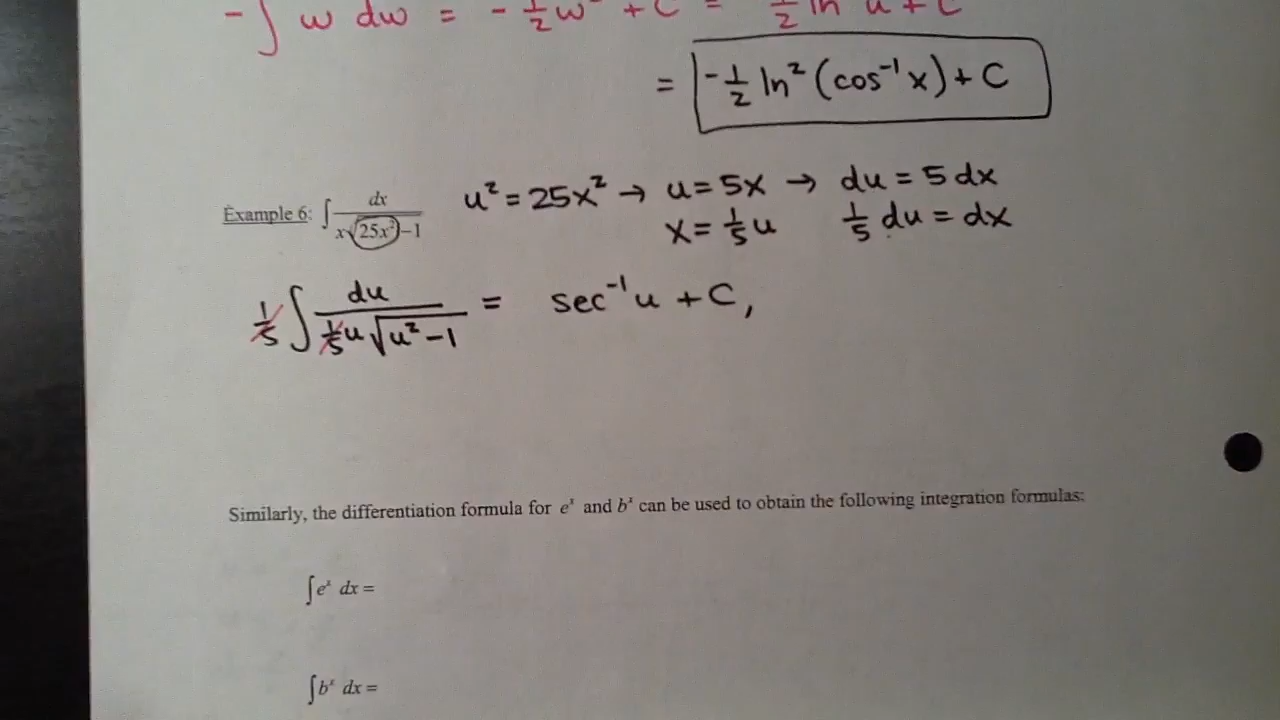 -∫ w dw = -½w² + C = ½ ln u + C
= -½ ln² (cos⁻¹x) + C
Example 6: ∫ dx / x√25x²-1 u² = 25x² → u = 5x → du = 5 dx
x = ⅕u ⅕ du = dx
⅕ ∫ du / ⅕u√u²-1 = sec⁻¹u + C,
Similarly, the differentiation formula for eˣ and bˣ can be used to obtain the following integration formulas:
∫eˣ dx =
∫bˣ dx =